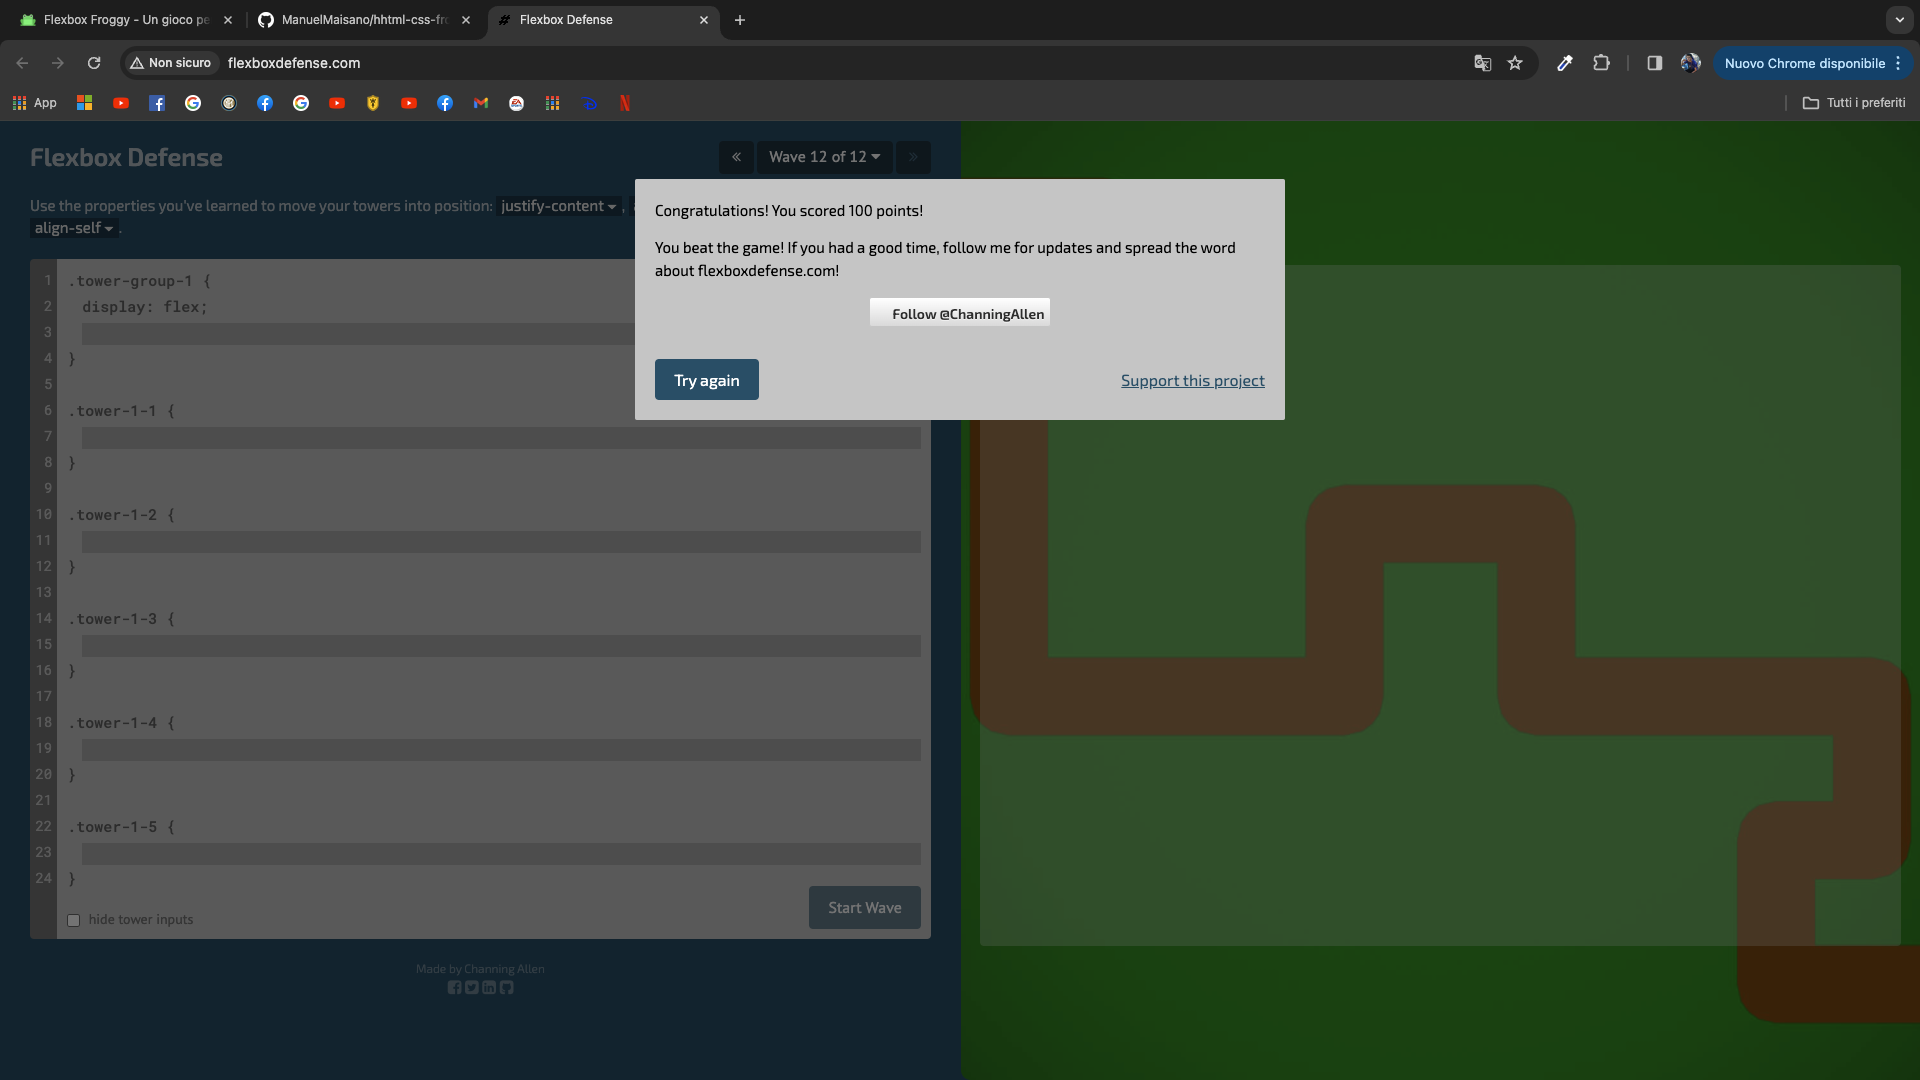 Flexbox Froggy - Un gioco pe
ManuelMaisano/hhtml-css-fro
Flexbox Defense
Non sicuro
flexboxdefense.com
Nuovo Chrome disponibile
App
Tutti i preferiti
Flexbox Defense
« Wave 12 of 12 »
Use the properties you've learned to move your towers into position: justify-content ,
align-self .
Congratulations! You scored 100 points!
You beat the game! If you had a good time, follow me for updates and spread the word
about flexboxdefense.com!
Follow @ChanningAllen
Try again
Support this project
1 .tower-group-1 {
2 display: flex;
3
4 }
5
6 .tower-1-1 {
7
8 }
9
10 .tower-1-2 {
11
12 }
13
14 .tower-1-3 {
15
16 }
17
18 .tower-1-4 {
19
20 }
21
22 .tower-1-5 {
23
24 }
hide tower inputs
Start Wave
Made by Channing Allen